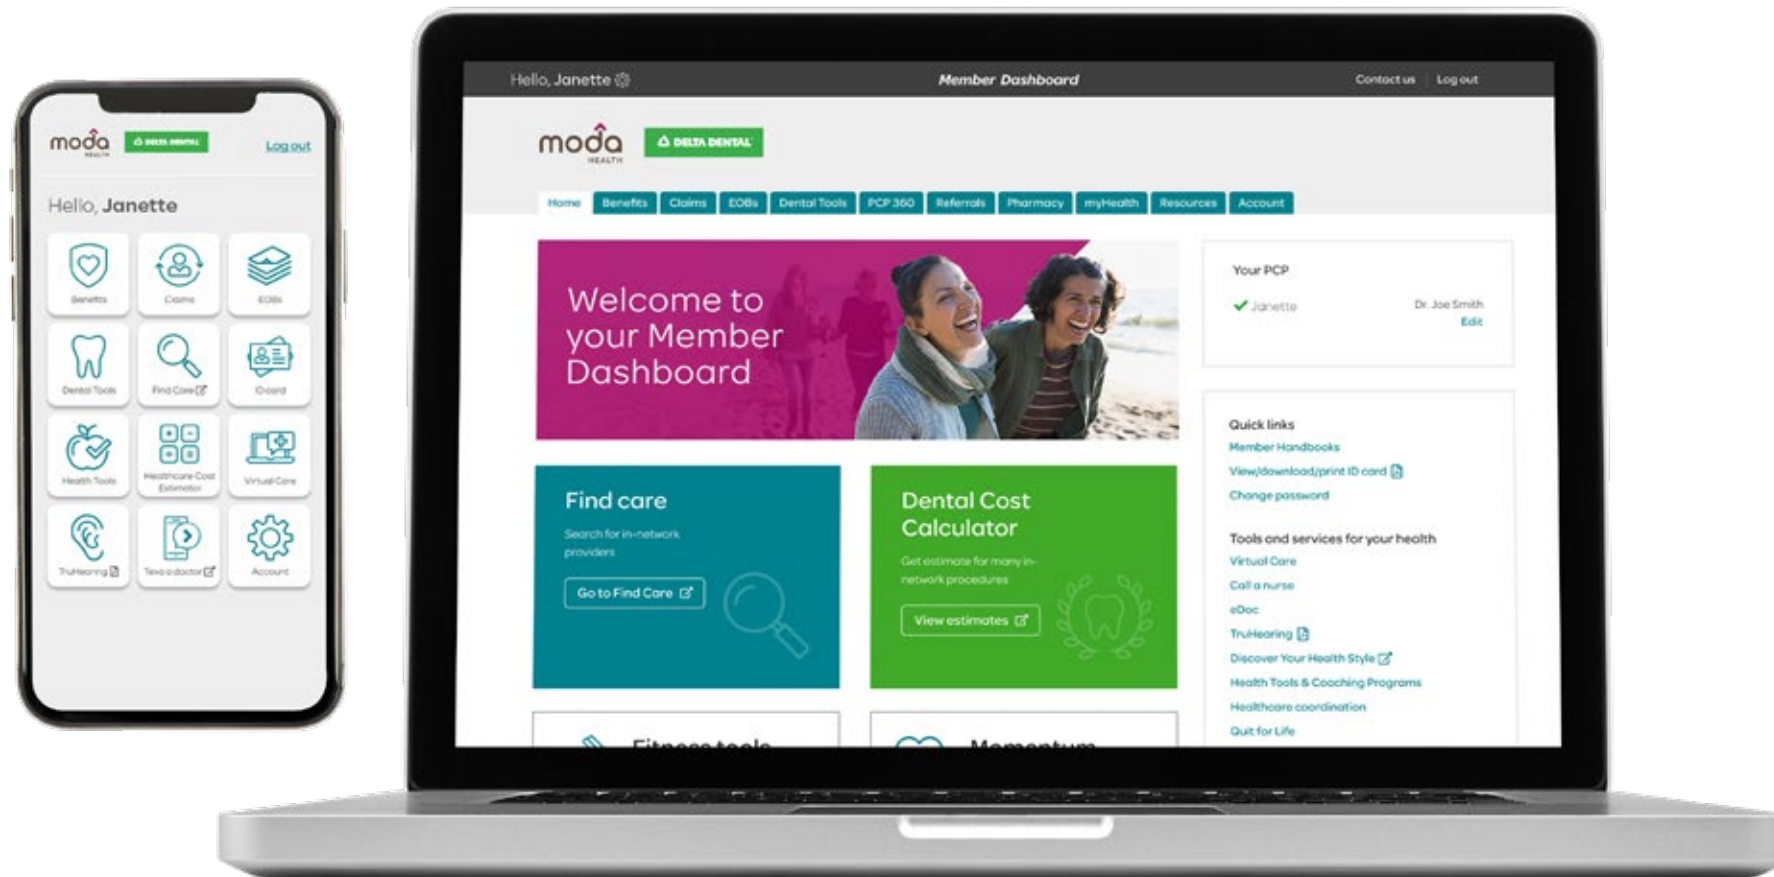 moda
HEALTH
DELTA DENTAL
Log out
Hello, Janette
Benefits
Claims
EOBs
Dental Tools
Find Care
ID card
Health Tools
Healthcare Cost
Estimator
Virtual Care
TruHearing
Text a doctor
Account
Hello, Janette
Member Dashboard
Contact us
Log out
moda
HEALTH
DELTA DENTAL
Home
Benefits
Claims
EOBs
Dental Tools
PCP 360
Referrals
Pharmacy
myHealth
Resources
Account
Welcome to
your Member
Dashboard
Find care
Search for in-network
providers
Go to Find Care
Dental Cost
Calculator
Get estimate for many in-
network procedures
View estimates
Fitness tools
Momentum
Your PCP
Janette
Dr. Joe Smith
Edit
Quick links
Member Handbooks
View/download/print ID card
Change password
Tools and services for your health
Virtual Care
Call a nurse
eDoc
TruHearing
Discover Your Health Style
Health Tools & Coaching Programs
Healthcare coordination
Quit for Life